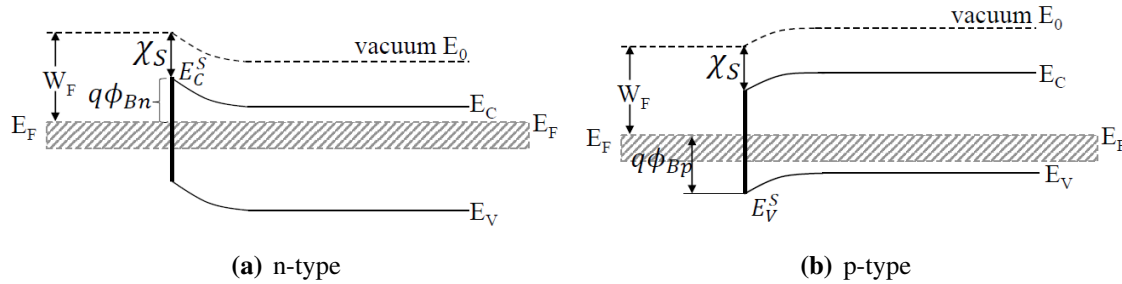 vacuum E₀
χ_S
E_C^S
W_F
qϕ_Bn
E_C
E_F
E_F
E_V
(a) n-type
vacuum E₀
χ_S
E_C
W_F
E_F
E_F
qϕ_Bp
E_V
E_V^S
(b) p-type